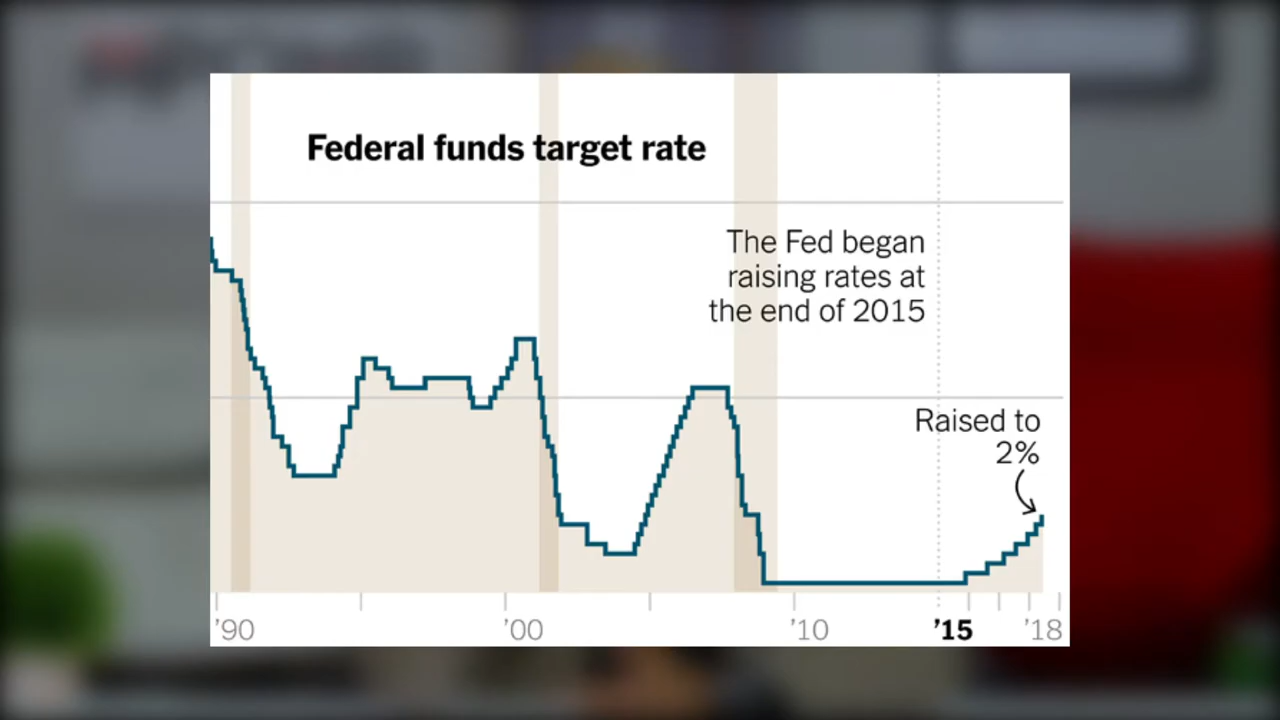 Federal funds target rate
The Fed began
raising rates at
the end of 2015
Raised to
2%
’90 ’00 ’10 ’15 ’18